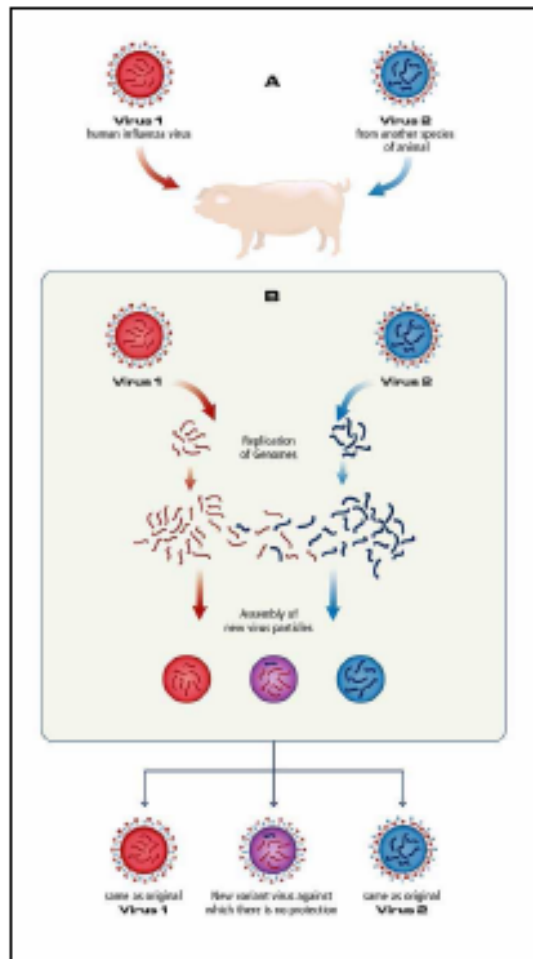 A
Virus 1
human influenza virus
Virus 2
from another species
of animal
B
Virus 1
Virus 2
Replication
of Genomes
Assembly of
new virus particles
same as original
Virus 1
New variant virus against
which there is no protection
same as original
Virus 2